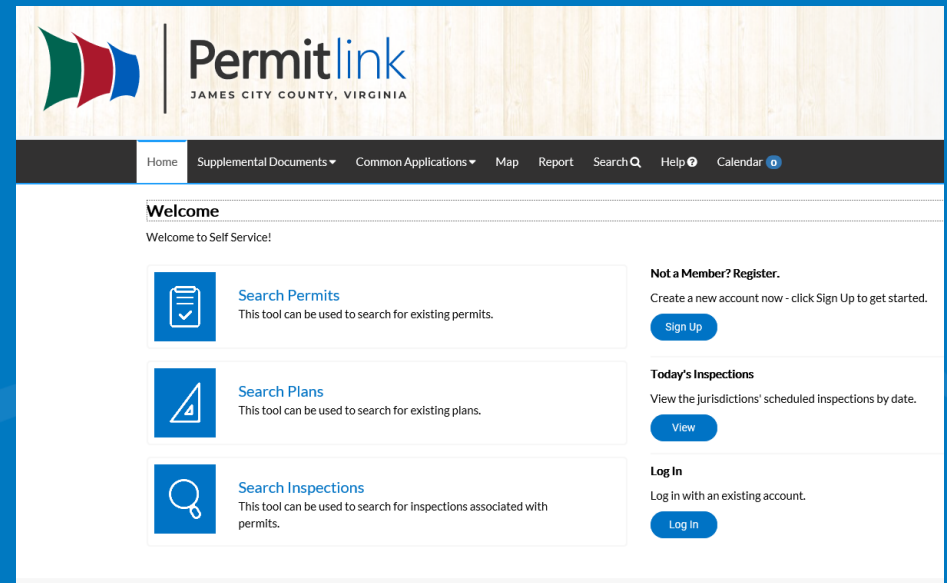 Permitlink
JAMES CITY COUNTY, VIRGINIA
Home Supplemental Documents Common Applications Map Report Search Help ? Calendar 0
Welcome
Welcome to Self Service!
Search Permits
This tool can be used to search for existing permits.
Search Plans
This tool can be used to search for existing plans.
Search Inspections
This tool can be used to search for inspections associated with
permits.
Not a Member? Register.
Create a new account now - click Sign Up to get started.
Sign Up
Today's Inspections
View the jurisdictions' scheduled inspections by date.
View
Log In
Log in with an existing account.
Log In